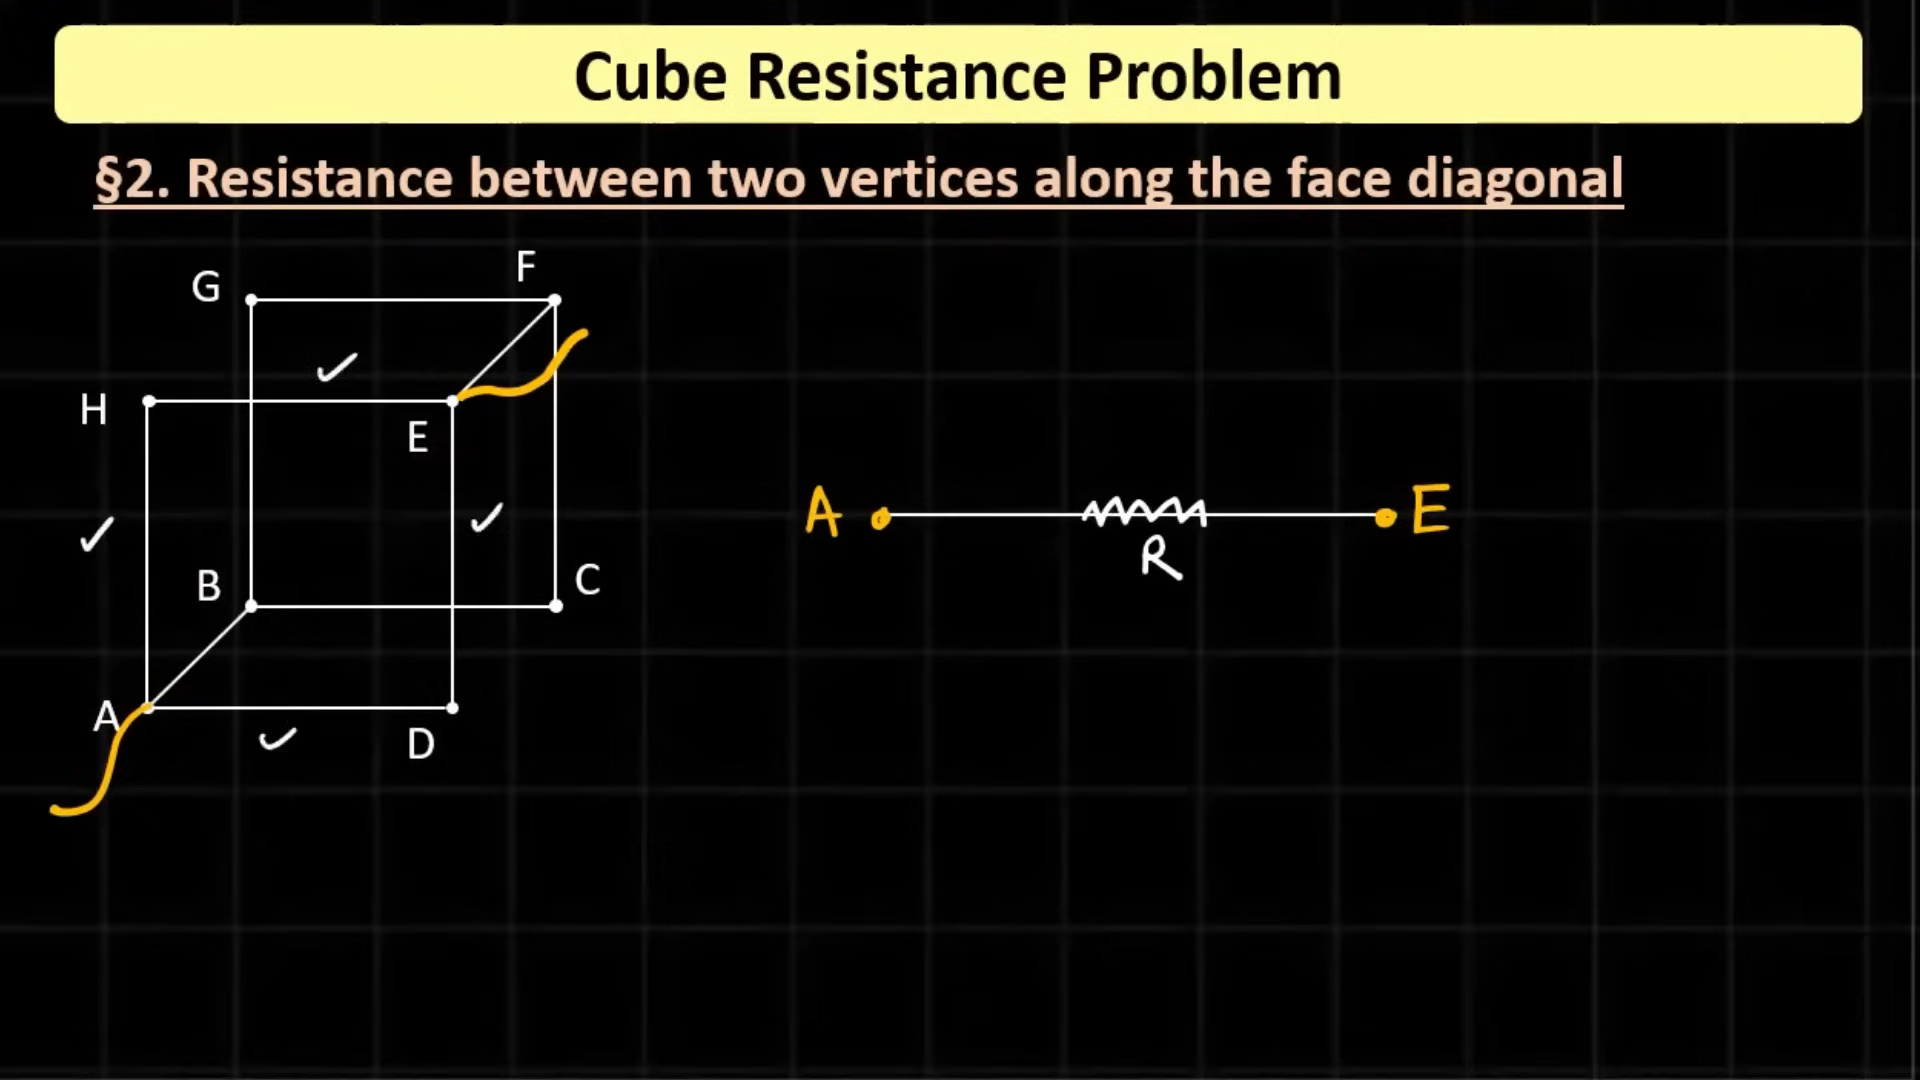 Cube Resistance Problem
§2. Resistance between two vertices along the face diagonal
G F
H E
B C
A D
A E
R